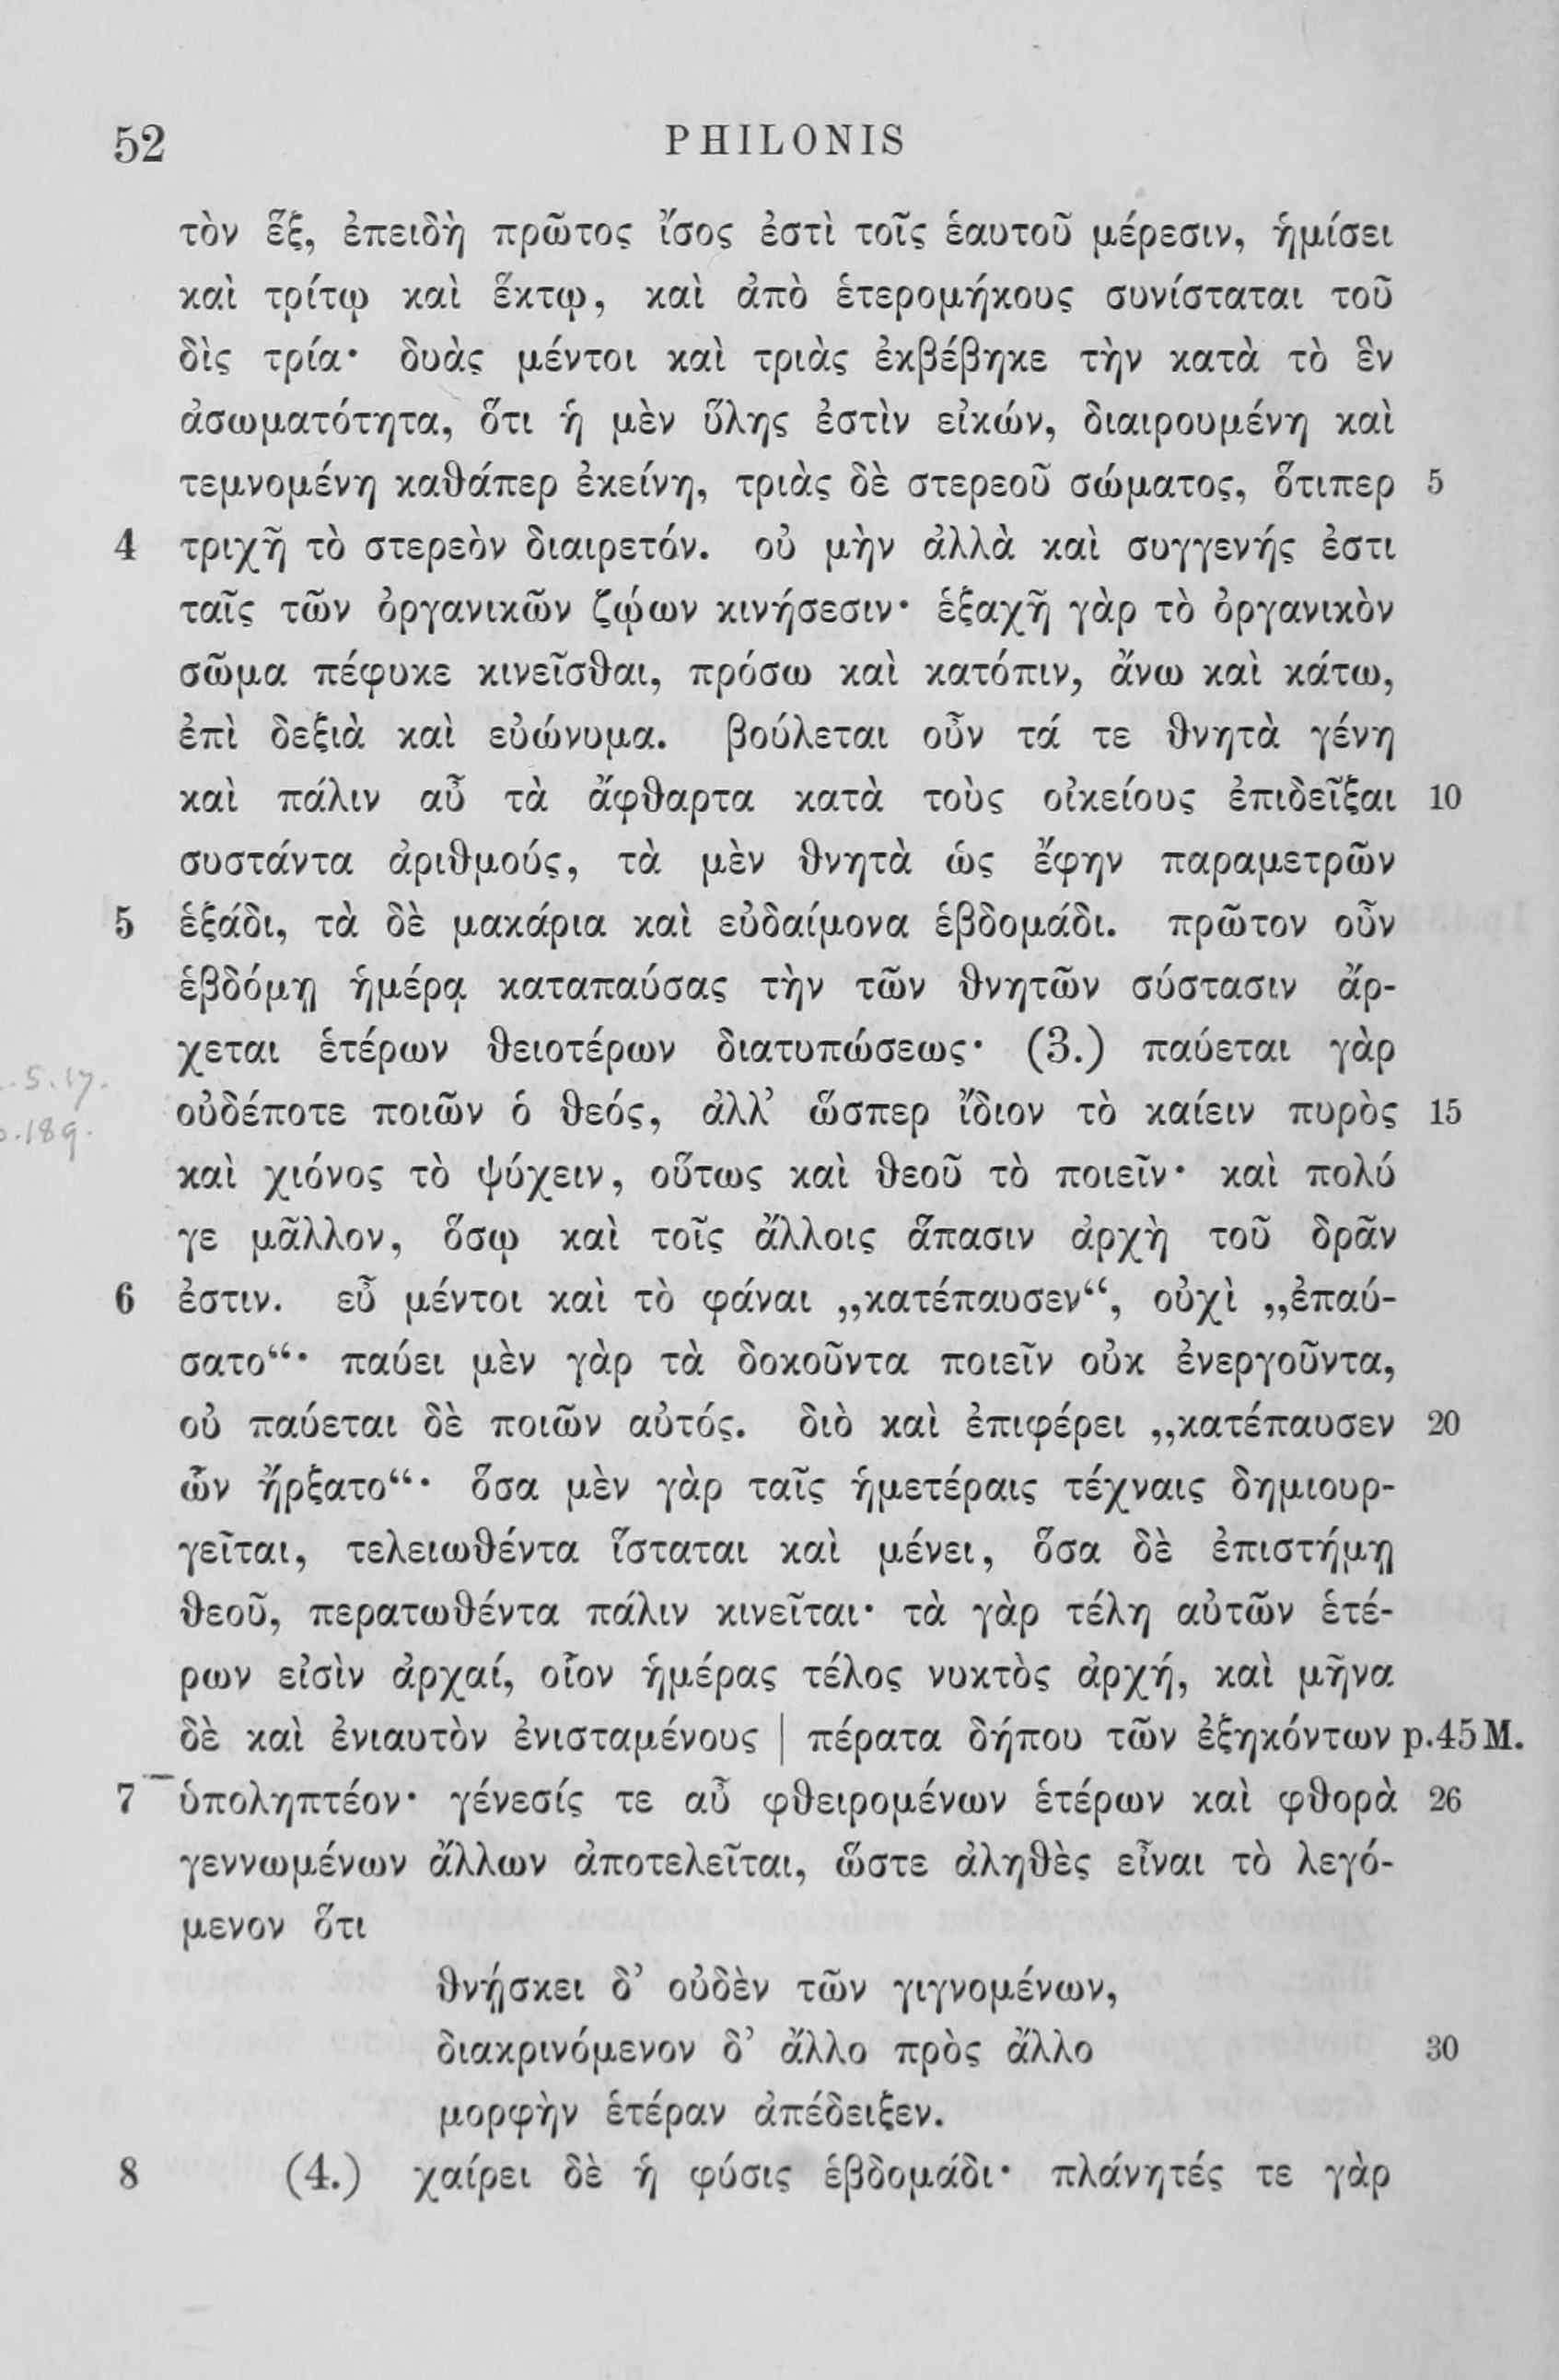 52 PHILONIS
τὸν ἕξ, ἐπειδὴ πρῶτος ἴσος ἐστὶ τοῖς ἑαυτοῦ μέρεσιν, ἡμίσει
καὶ τρίτῳ καὶ ἕκτῳ, καὶ ἀπὸ ἑτερομήκους συνίσταται τοῦ
δὶς τρία· δυὰς μέντοι καὶ τριὰς ἐκβέβηκε τὴν κατὰ τὸ ἓν
ἀσωματότητα, ὅτι ἡ μὲν ὕλης ἐστὶν εἰκών, διαιρουμένη καὶ
τεμνομένη καθάπερ ἐκείνη, τριὰς δὲ στερεοῦ σώματος, ὅτιπερ 5
4 τριχῇ τὸ στερεὸν διαιρετόν. οὐ μὴν ἀλλὰ καὶ συγγενής ἐστι
ταῖς τῶν ὀργανικῶν ζῴων κινήσεσιν· ἑξαχῇ γὰρ τὸ ὀργανικὸν
σῶμα πέφυκε κινεῖσθαι, πρόσω καὶ κατόπιν, ἄνω καὶ κάτω,
ἐπὶ δεξιὰ καὶ εὐώνυμα. βούλεται οὖν τά τε θνητὰ γένη
καὶ πάλιν αὖ τὰ ἄφθαρτα κατὰ τοὺς οἰκείους ἐπιδεῖξαι 10
συστάντα ἀριθμούς, τὰ μὲν θνητὰ ὡς ἔφην παραμετρῶν
5 ἑξάδι, τὰ δὲ μακάρια καὶ εὐδαίμονα ἑβδομάδι. πρῶτον οὖν
ἑβδόμῃ ἡμέρᾳ καταπαύσας τὴν τῶν θνητῶν σύστασιν ἄρ-
χεται ἑτέρων θειοτέρων διατυπώσεως· (3.) παύεται γὰρ
5.17.
οὐδέποτε ποιῶν ὁ θεός, ἀλλ’ ὥσπερ ἴδιον τὸ καίειν πυρὸς 15
189.
καὶ χιόνος τὸ ψύχειν, οὕτως καὶ θεοῦ τὸ ποιεῖν· καὶ πολύ
γε μᾶλλον, ὅσῳ καὶ τοῖς ἄλλοις ἅπασιν ἀρχὴ τοῦ δρᾶν
6 ἐστιν. εὖ μέντοι καὶ τὸ φάναι „κατέπαυσεν“, οὐχὶ „ἐπαύ-
σατο“· παύει μὲν γὰρ τὰ δοκοῦντα ποιεῖν οὐκ ἐνεργοῦντα,
οὐ παύεται δὲ ποιῶν αὐτός. διὸ καὶ ἐπιφέρει „κατέπαυσεν 20
ὧν ἤρξατο“· ὅσα μὲν γὰρ ταῖς ἡμετέραις τέχναις δημιουρ-
γεῖται, τελειωθέντα ἵσταται καὶ μένει, ὅσα δὲ ἐπιστήμῃ
θεοῦ, περατωθέντα πάλιν κινεῖται· τὰ γὰρ τέλη αὐτῶν ἑτέ-
ρων εἰσὶν ἀρχαί, οἷον ἡμέρας τέλος νυκτὸς ἀρχή, καὶ μῆνα
δὲ καὶ ἐνιαυτὸν ἐνισταμένους | πέρατα δήπου τῶν ἐξηκόντων p.45 M.
7 ὑποληπτέον· γένεσίς τε αὖ φθειρομένων ἑτέρων καὶ φθορὰ 26
γεννωμένων ἄλλων ἀποτελεῖται, ὥστε ἀληθὲς εἶναι τὸ λεγό-
μενον ὅτι
θνῄσκει δ’ οὐδὲν τῶν γιγνομένων,
διακρινόμενον δ’ ἄλλο πρὸς ἄλλο 30
μορφὴν ἑτέραν ἀπέδειξεν.
8 (4.) χαίρει δὲ ἡ φύσις ἑβδομάδι· πλάνητές τε γὰρ